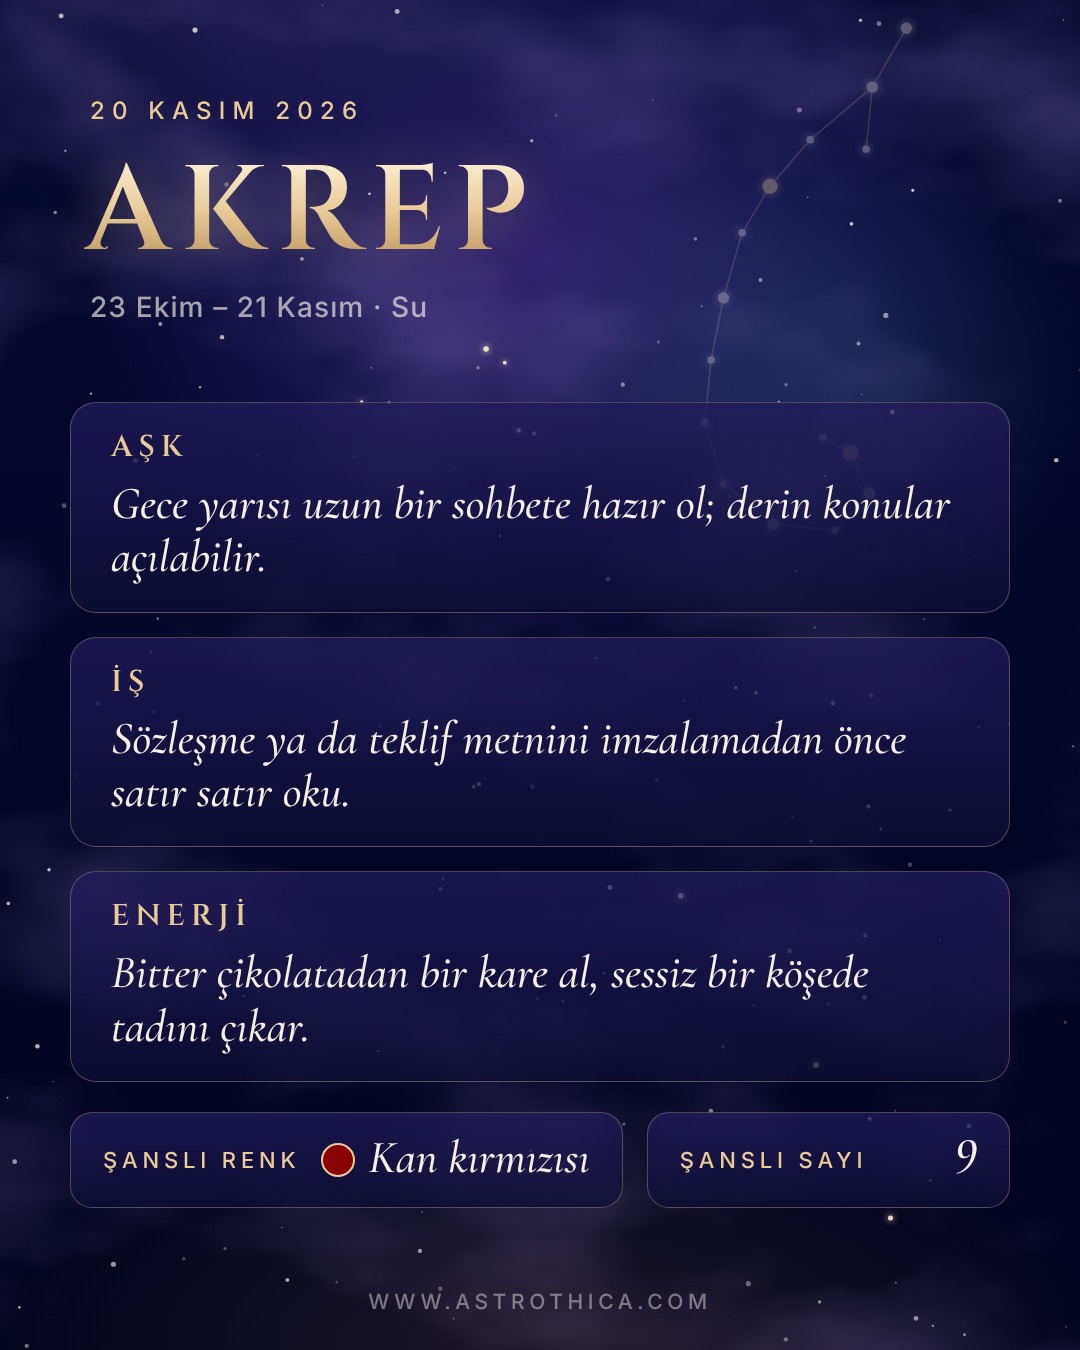 20 KASIM 2026
AKREP
23 Ekim – 21 Kasım · Su
AŞK
Gece yarısı uzun bir sohbete hazır ol; derin konular
açılabilir.
İŞ
Sözleşme ya da teklif metnini imzalamadan önce
satır satır oku.
ENERJİ
Bitter çikolatadan bir kare al, sessiz bir köşede
tadını çıkar.
ŞANSLI RENK Kan kırmızısı
ŞANSLI SAYI 9
WWW.ASTROTHICA.COM